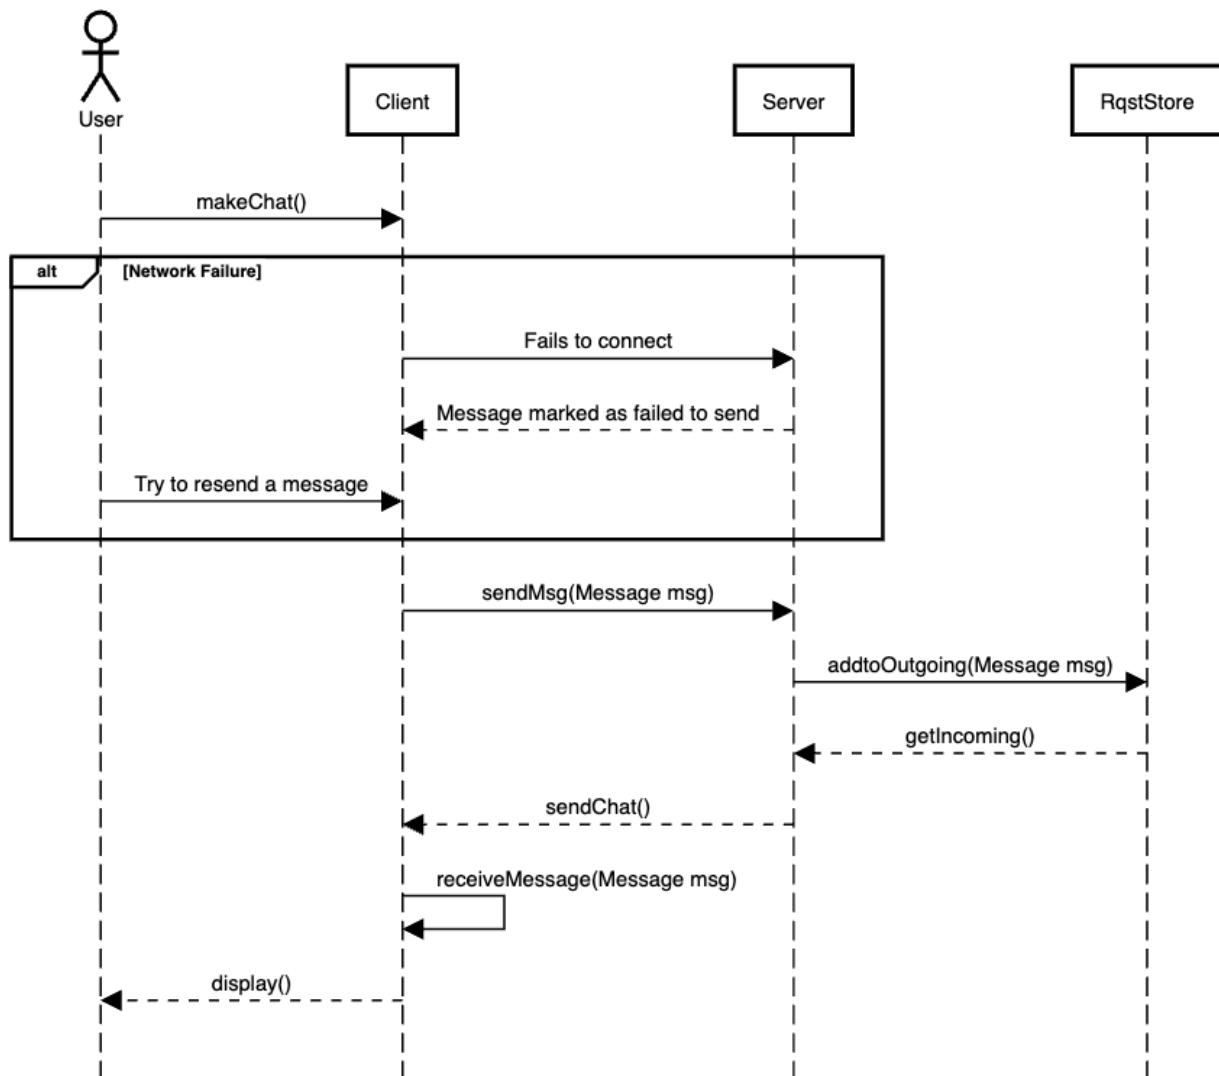 User
Client
Server
RqstStore
makeChat()
alt
[Network Failure]
Fails to connect
Message marked as failed to send
Try to resend a message
sendMsg(Message msg)
addtoOutgoing(Message msg)
getIncoming()
sendChat()
receiveMessage(Message msg)
display()